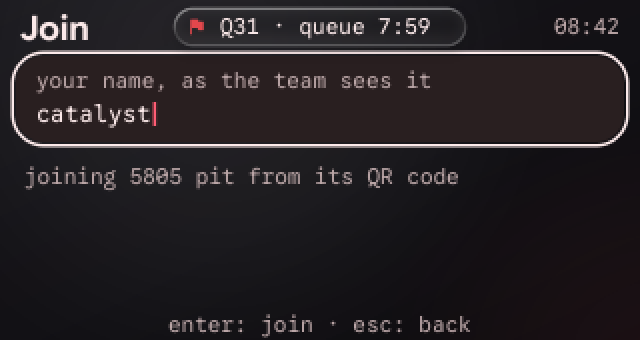 Join
Q31 · queue 7:59
08:42
your name, as the team sees it
catalyst
joining 5805 pit from its QR code
enter: join · esc: back